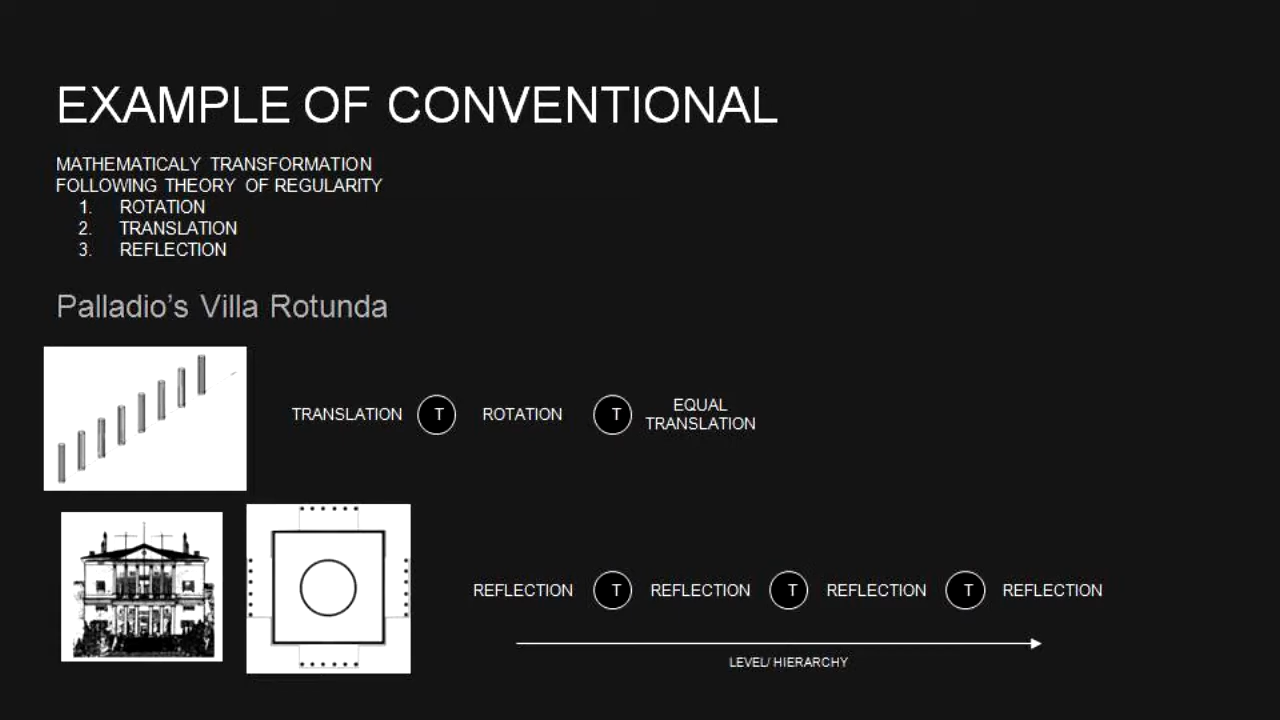 EXAMPLE OF CONVENTIONAL
MATHEMATICALY TRANSFORMATION
FOLLOWING THEORY OF REGULARITY
1. ROTATION
2. TRANSLATION
3. REFLECTION
Palladio's Villa Rotunda
TRANSLATION T ROTATION T EQUAL
TRANSLATION
REFLECTION T REFLECTION T REFLECTION T REFLECTION
LEVEL/ HIERARCHY